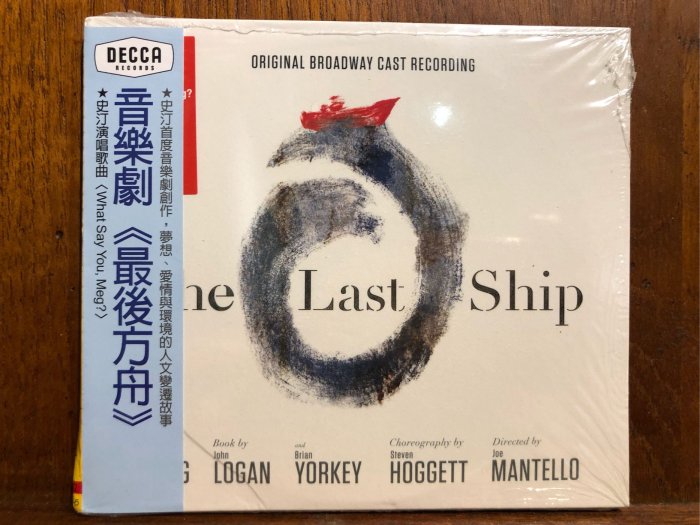 DECCA
RECORDS
★史汀首度音樂劇創作，夢想、愛情與環境的人文變遷故事
音樂劇《最後方舟》
★史汀演唱歌曲〈What Say You, Meg?〉
g?
ORIGINAL BROADWAY CAST RECORDING
he Last Ship
G
Book by
John
LOGAN
and
Brian
YORKEY
Choreography by
Steven
HOGGETT
Directed by
Joe
MANTELLO